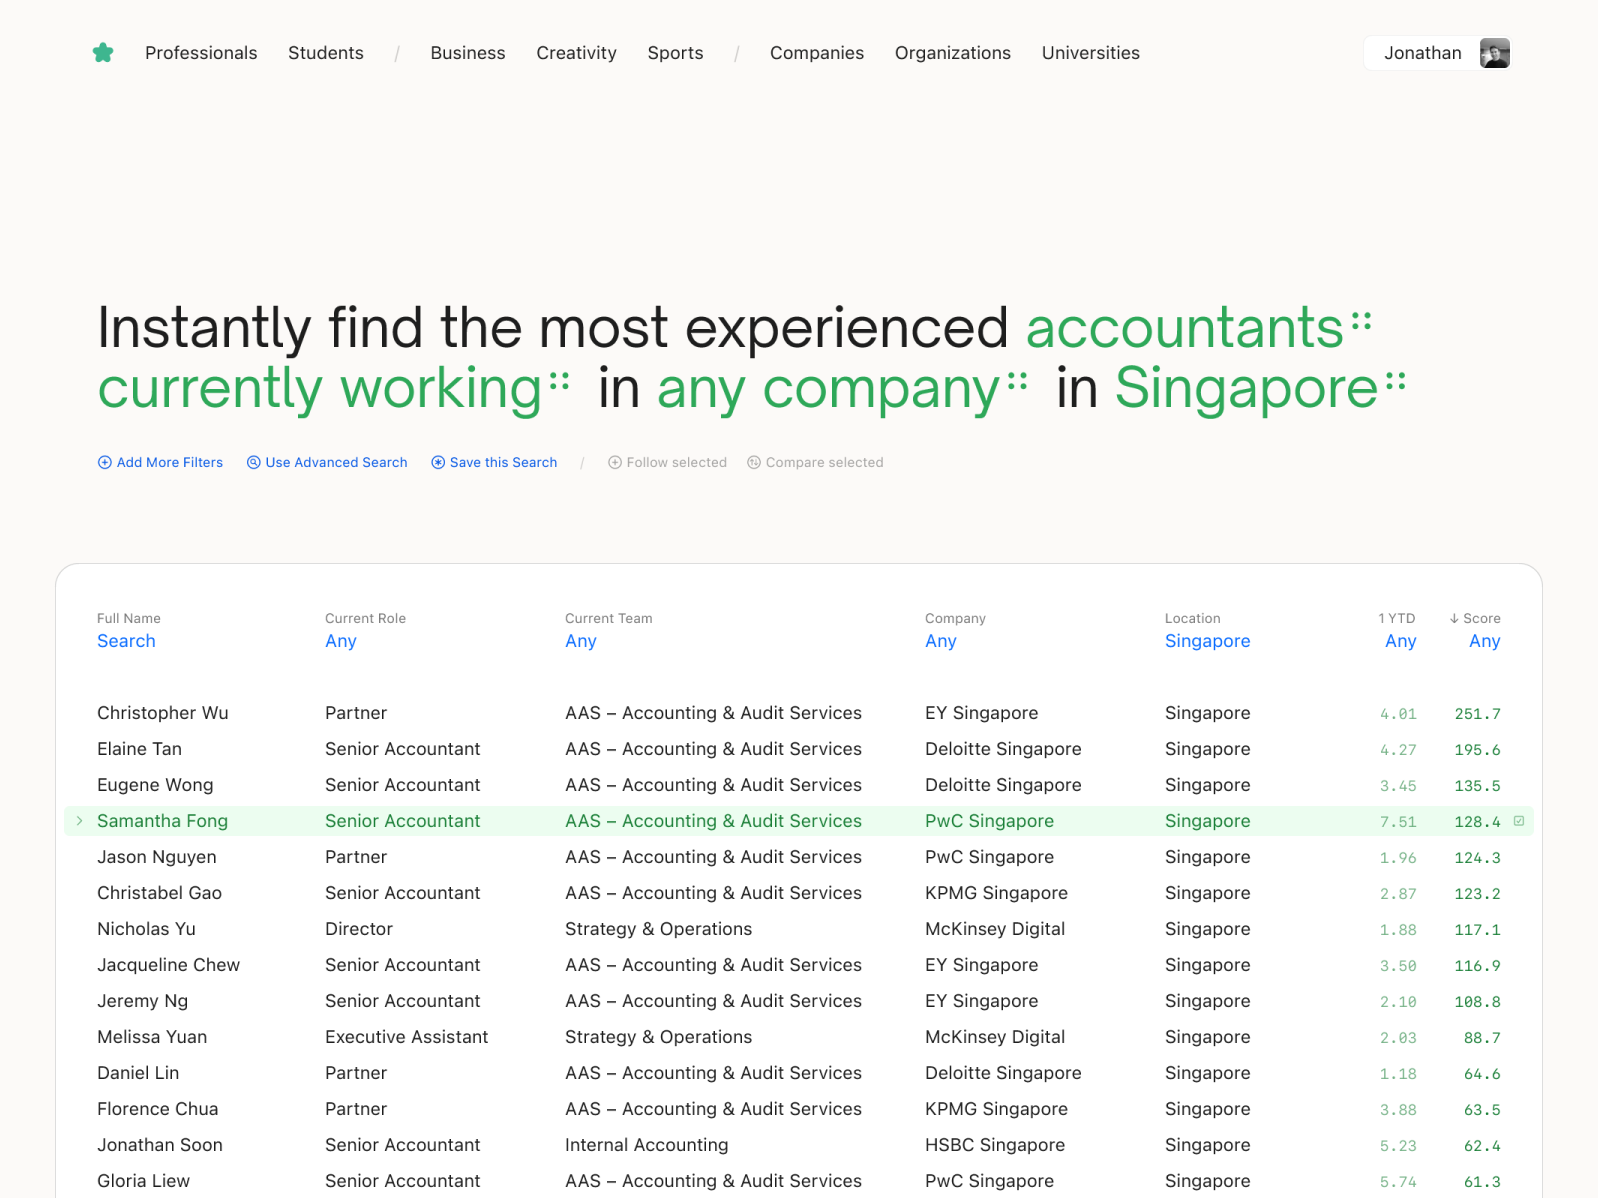 Professionals Students / Business Creativity Sports / Companies Organizations Universities Jonathan
Instantly find the most experienced accountants
currently working in any company in Singapore
Add More Filters Use Advanced Search Save this Search / Follow selected Compare selected
Full Name Current Role Current Team Company Location 1 YTD ↓ Score
Search Any Any Any Singapore Any Any
Christopher Wu Partner AAS – Accounting & Audit Services EY Singapore Singapore 4.01 251.7
Elaine Tan Senior Accountant AAS – Accounting & Audit Services Deloitte Singapore Singapore 4.27 195.6
Eugene Wong Senior Accountant AAS – Accounting & Audit Services Deloitte Singapore Singapore 3.45 135.5
Samantha Fong Senior Accountant AAS – Accounting & Audit Services PwC Singapore Singapore 7.51 128.4
Jason Nguyen Partner AAS – Accounting & Audit Services PwC Singapore Singapore 1.96 124.3
Christabel Gao Senior Accountant AAS – Accounting & Audit Services KPMG Singapore Singapore 2.87 123.2
Nicholas Yu Director Strategy & Operations McKinsey Digital Singapore 1.88 117.1
Jacqueline Chew Senior Accountant AAS – Accounting & Audit Services EY Singapore Singapore 3.50 116.9
Jeremy Ng Senior Accountant AAS – Accounting & Audit Services EY Singapore Singapore 2.10 108.8
Melissa Yuan Executive Assistant Strategy & Operations McKinsey Digital Singapore 2.03 88.7
Daniel Lin Partner AAS – Accounting & Audit Services Deloitte Singapore Singapore 1.18 64.6
Florence Chua Partner AAS – Accounting & Audit Services KPMG Singapore Singapore 3.88 63.5
Jonathan Soon Senior Accountant Internal Accounting HSBC Singapore Singapore 5.23 62.4
Gloria Liew Senior Accountant AAS – Accounting & Audit Services PwC Singapore Singapore 5.74 61.3